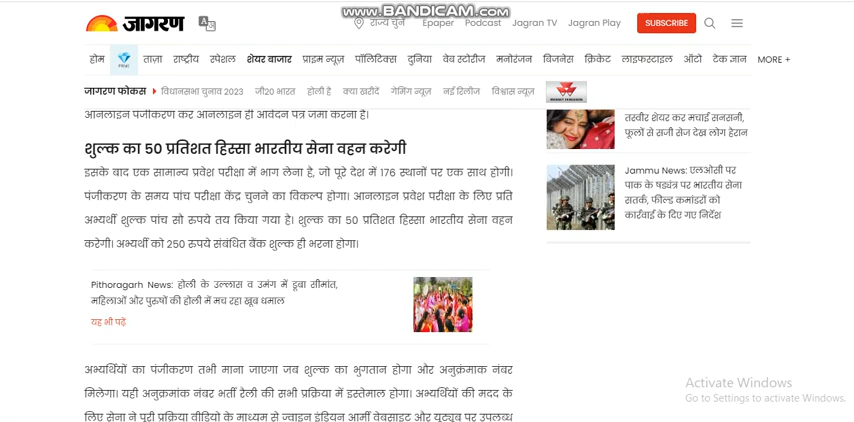 www.BANDICAM.com
जागरण
राज्य चुनें Epaper Podcast Jagran TV Jagran Play SUBSCRIBE
होम ताज़ा राष्ट्रीय स्पेशल शेयर बाजार प्राइम न्यूज़ पॉलिटिक्स दुनिया वेब स्टोरीज मनोरंजन बिजनेस क्रिकेट लाइफस्टाइल ऑटो टेक ज्ञान MORE +
जागरण फोकस विधानसभा चुनाव 2023 जी20 भारत होली है क्या खरीदें गेमिंग न्यूज़ नई रिलीज विश्वास न्यूज़
आनलाइन पंजीकरण कर आनलाइन ही आवेदन पत्र जमा करना है।
शुल्क का 50 प्रतिशत हिस्सा भारतीय सेना वहन करेगी
इसके बाद एक सामान्य प्रवेश परीक्षा में भाग लेना है, जो पूरे देश में 176 स्थानों पर एक साथ होगी।
पंजीकरण के समय पांच परीक्षा केंद्र चुनने का विकल्प होगा। आनलाइन प्रवेश परीक्षा के लिए प्रति
अभ्यर्थी शुल्क पांच सौ रुपये तय किया गया है। शुल्क का 50 प्रतिशत हिस्सा भारतीय सेना वहन
करेगी। अभ्यर्थी को 250 रुपये संबंधित बैंक शुल्क ही भरना होगा।
Pithoragarh News: होली के उल्लास व उमंग में डूबा सीमांत,
महिलाओं और पुरुषों की होली में मच रहा खूब धमाल
यह भी पढ़ें
अभ्यर्थियों का पंजीकरण तभी माना जाएगा जब शुल्क का भुगतान होगा और अनुक्रमांक नंबर
मिलेगा। यही अनुक्रमांक नंबर भर्ती रैली की सभी प्रक्रिया में इस्तेमाल होगा। अभ्यर्थियों की मदद के
लिए सेना ने पूरी प्रक्रिया वीडियो के माध्यम से ज्वाइन इंडियन आर्मी वेबसाइट और यूट्यूब पर उपलब्ध
तस्वीर शेयर कर मचाई सनसनी,
फूलों से सजी सेज देख लोग हैरान
Jammu News: एलओसी पर
पाक के षड्यंत्र पर भारतीय सेना
सतर्क, फील्ड कमांडरों को
कार्रवाई के दिए गए निर्देश
Activate Windows
Go to Settings to activate Windows.